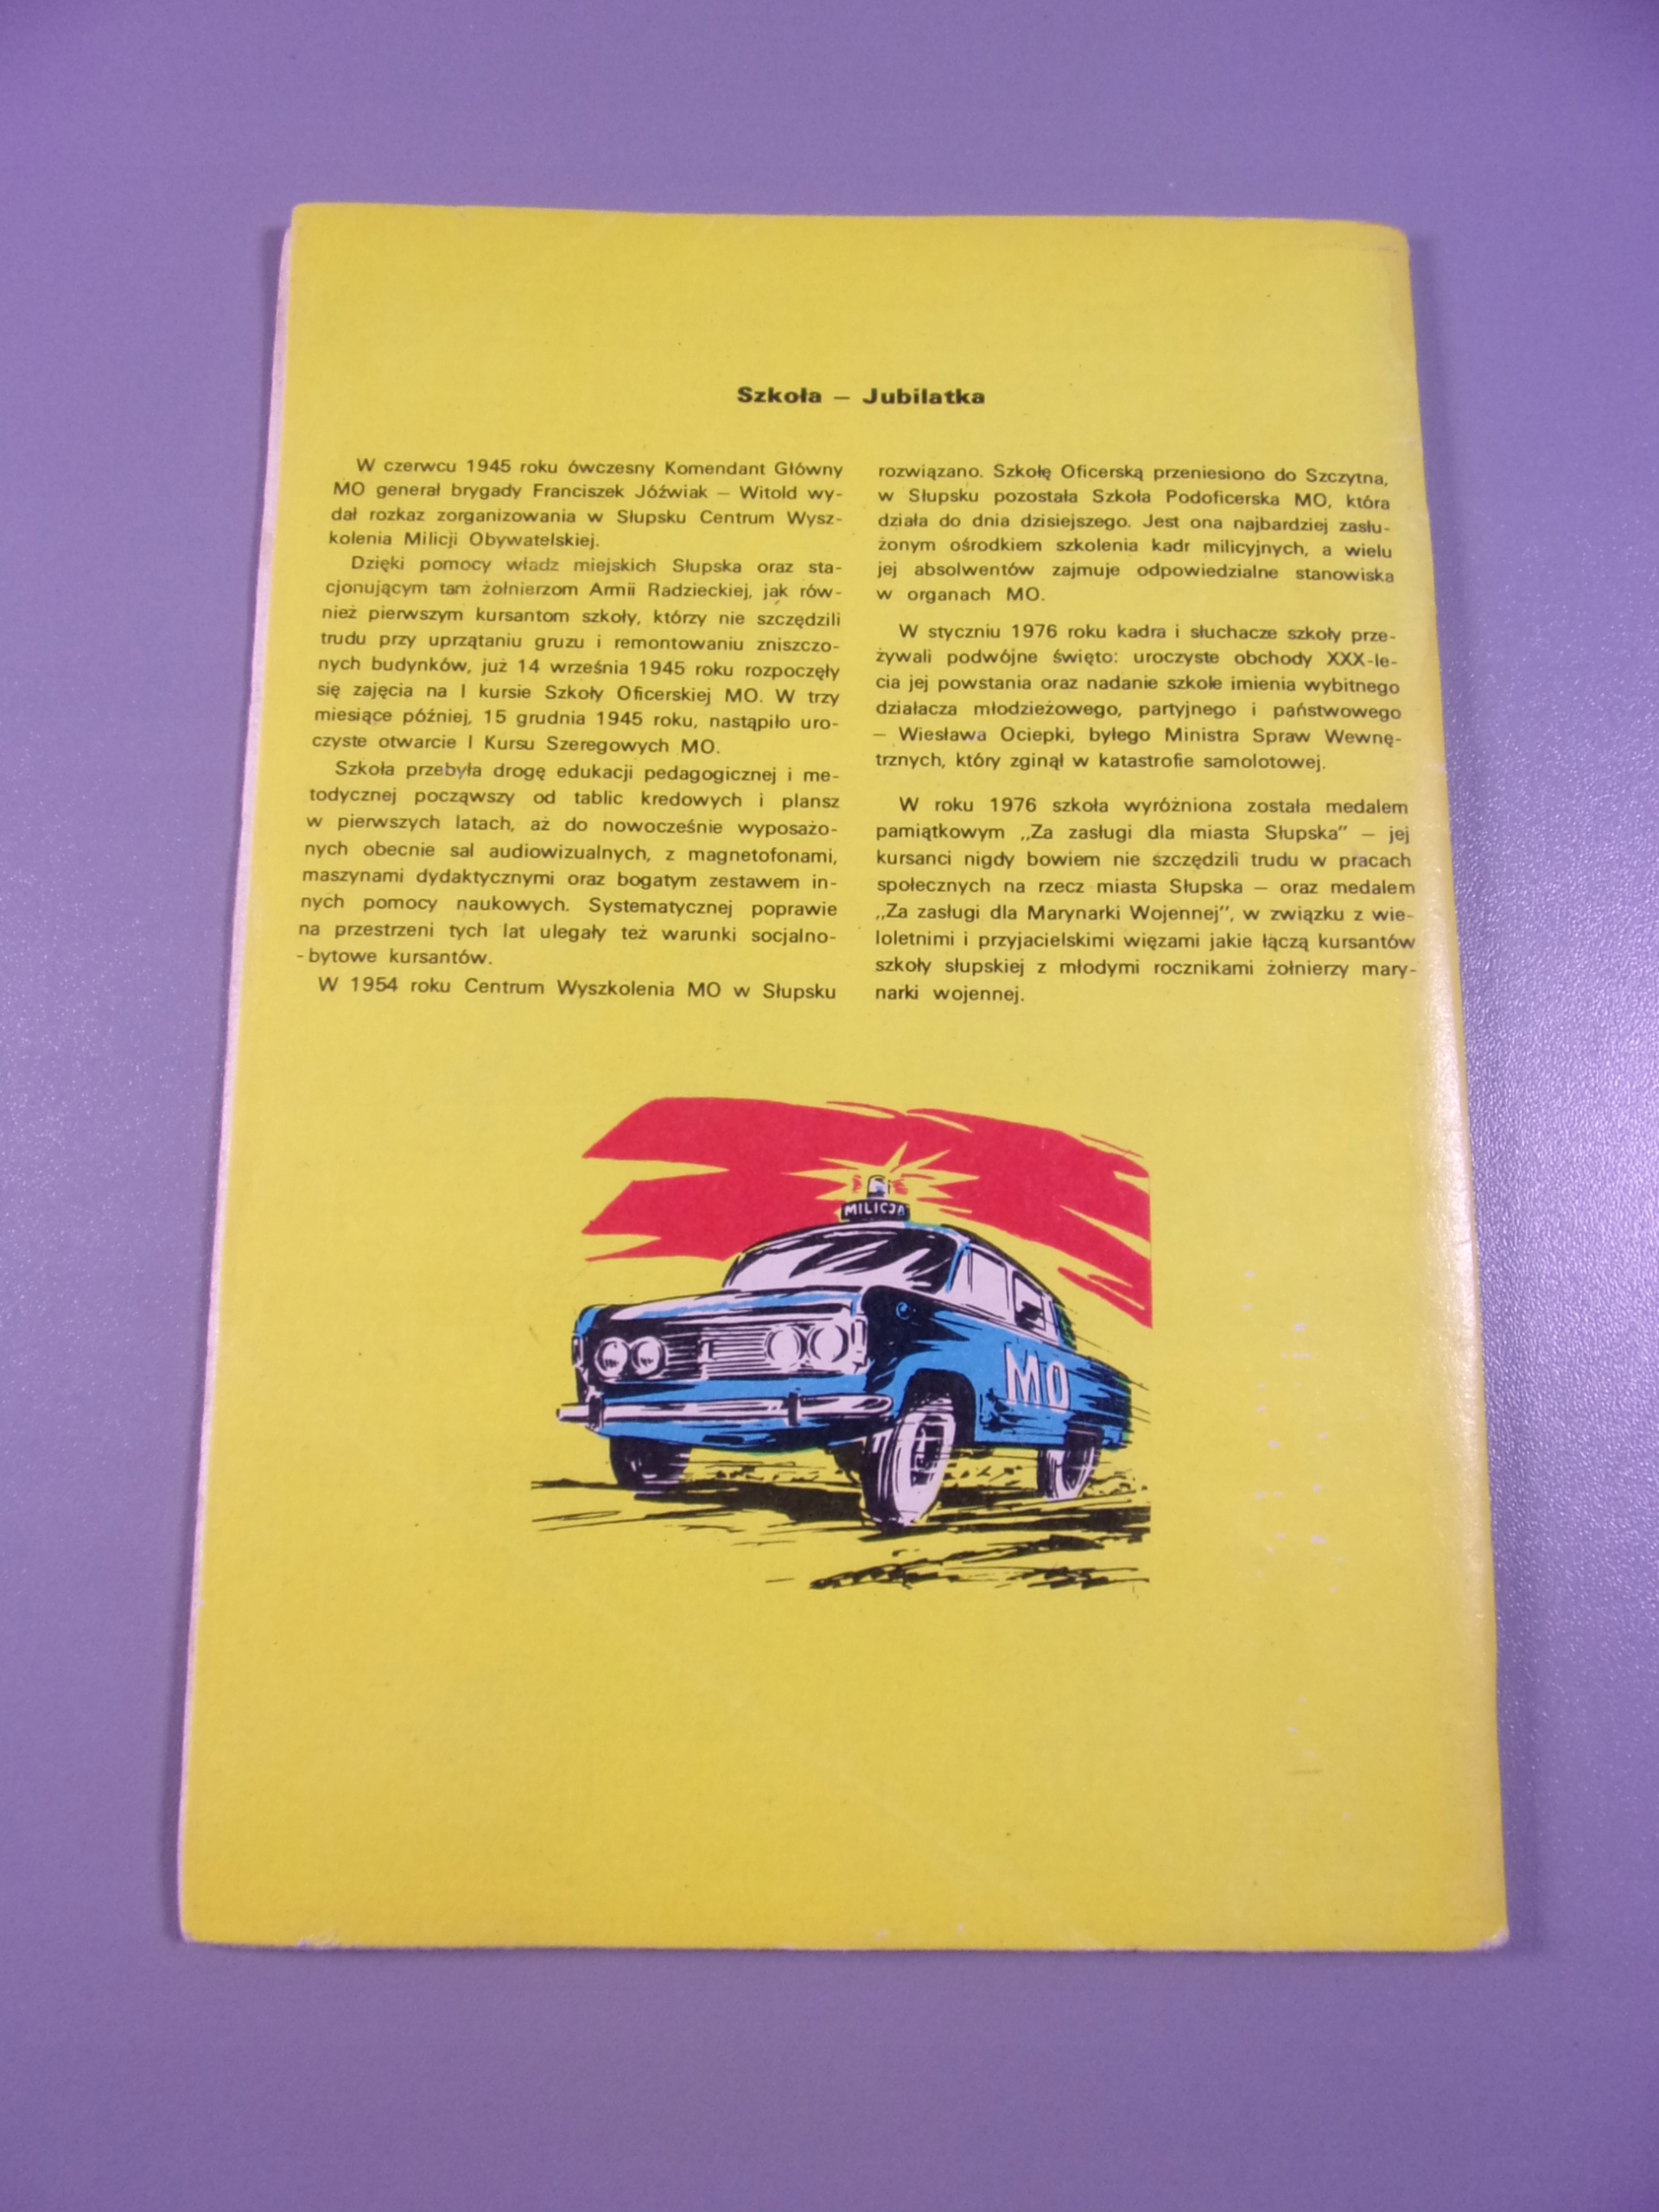 Szkoła – Jubilatka
W czerwcu 1945 roku ówczesny Komendant Główny
MO generał brygady Franciszek Jóźwiak – Witold wy-
dał rozkaz zorganizowania w Słupsku Centrum Wysz-
kolenia Milicji Obywatelskiej.
Dzięki pomocy władz miejskich Słupska oraz sta-
cjonującym tam żołnierzom Armii Radzieckiej, jak rów-
nież pierwszym kursantom szkoły, którzy nie szczędzili
trudu przy uprzątaniu gruzu i remontowaniu zniszczo-
nych budynków, już 14 września 1945 roku rozpoczęły
się zajęcia na I kursie Szkoły Oficerskiej MO. W trzy
miesiące później, 15 grudnia 1945 roku, nastąpiło uro-
czyste otwarcie I Kursu Szeregowych MO.
Szkoła przebyła drogę edukacji pedagogicznej i me-
todycznej począwszy od tablic kredowych i plansz
w pierwszych latach, aż do nowocześnie wyposażo-
nych obecnie sal audiowizualnych, z magnetofonami,
maszynami dydaktycznymi oraz bogatym zestawem in-
nych pomocy naukowych. Systematycznej poprawie
na przestrzeni tych lat ulegały też warunki socjalno-
-bytowe kursantów.
W 1954 roku Centrum Wyszkolenia MO w Słupsku
rozwiązano. Szkołę Oficerską przeniesiono do Szczytna,
w Słupsku pozostała Szkoła Podoficerska MO, która
działa do dnia dzisiejszego. Jest ona najbardziej zasłu-
żonym ośrodkiem szkolenia kadr milicyjnych, a wielu
jej absolwentów zajmuje odpowiedzialne stanowiska
w organach MO.
W styczniu 1976 roku kadra i słuchacze szkoły prze-
żywali podwójne święto: uroczyste obchody XXX-le-
cia jej powstania oraz nadanie szkole imienia wybitnego
działacza młodzieżowego, partyjnego i państwowego
– Wiesława Ociepki, byłego Ministra Spraw Wewnę-
trznych, który zginął w katastrofie samolotowej.
W roku 1976 szkoła wyróżniona została medalem
pamiątkowym „Za zasługi dla miasta Słupska” – jej
kursanci nigdy bowiem nie szczędzili trudu w pracach
społecznych na rzecz miasta Słupska – oraz medalem
„Za zasługi dla Marynarki Wojennej”, w związku z wie-
loletnimi i przyjacielskimi więzami jakie łączą kursantów
szkoły słupskiej z młodymi rocznikami żołnierzy mary-
narki wojennej.
MILICJA
MO